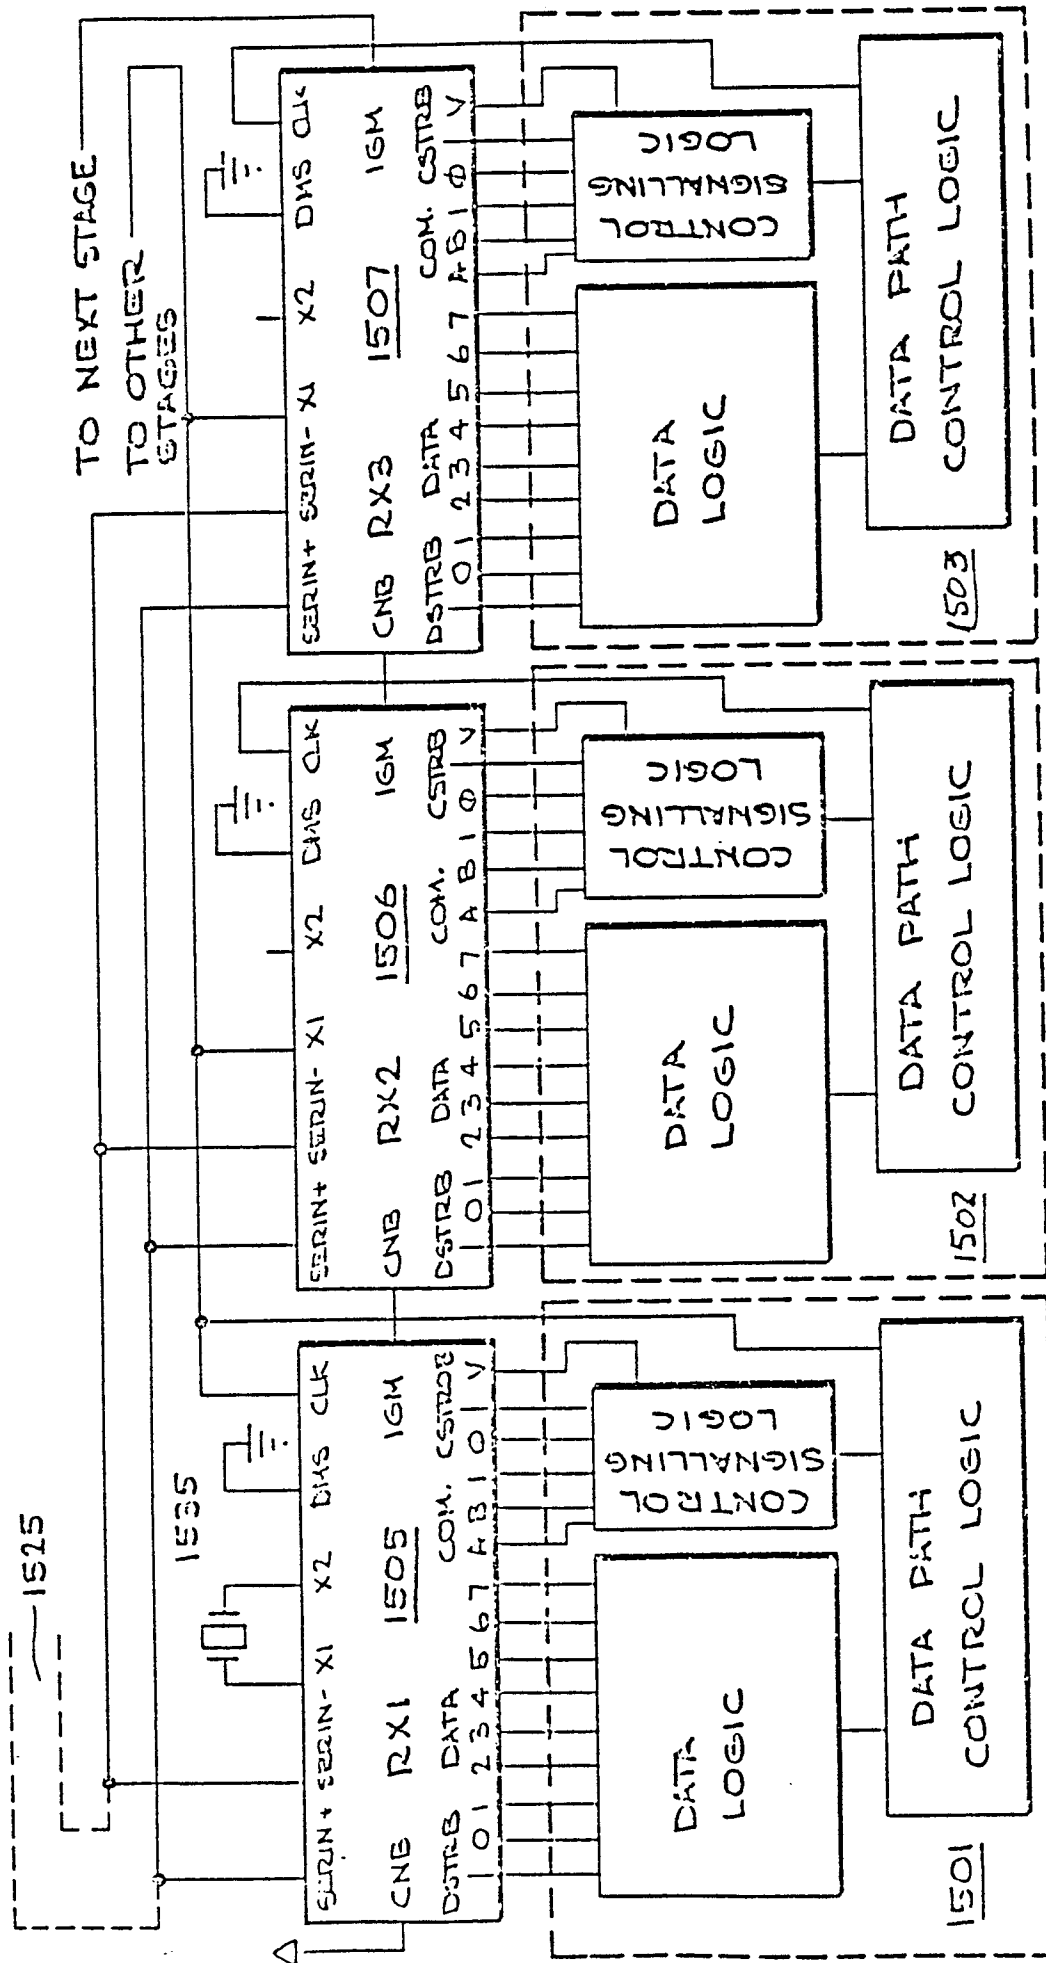 1525
1535
TO NEXT STAGE
TO OTHER
STAGES
SERIN+ SERIN- X1 X2 DMS CLK
CNB RX1 1505 IGM
DSTRB DATA COM. CSTROB
0 1 2 3 4 5 6 7 A B 1 0 V
DATA
LOGIC
CONTROL
SIGNALLING
LOGIC
DATA PATH
CONTROL LOGIC
1501
SERIN+ SERIN- X1 X2 DMS CLK
CNB RX2 1506 IGM
DSTRB DATA COM. CSTRB
0 1 2 3 4 5 6 7 A B 1 Φ V
DATA
LOGIC
CONTROL
SIGNALLING
LOGIC
DATA PATH
CONTROL LOGIC
1502
SERIN+ SERIN- X1 X2 DMS CLK
CNB RX3 1507 IGM
DSTRB DATA COM. CSTRB
0 1 2 3 4 5 6 7 A B 1 Φ V
DATA
LOGIC
CONTROL
SIGNALLING
LOGIC
DATA PATH
CONTROL LOGIC
1503